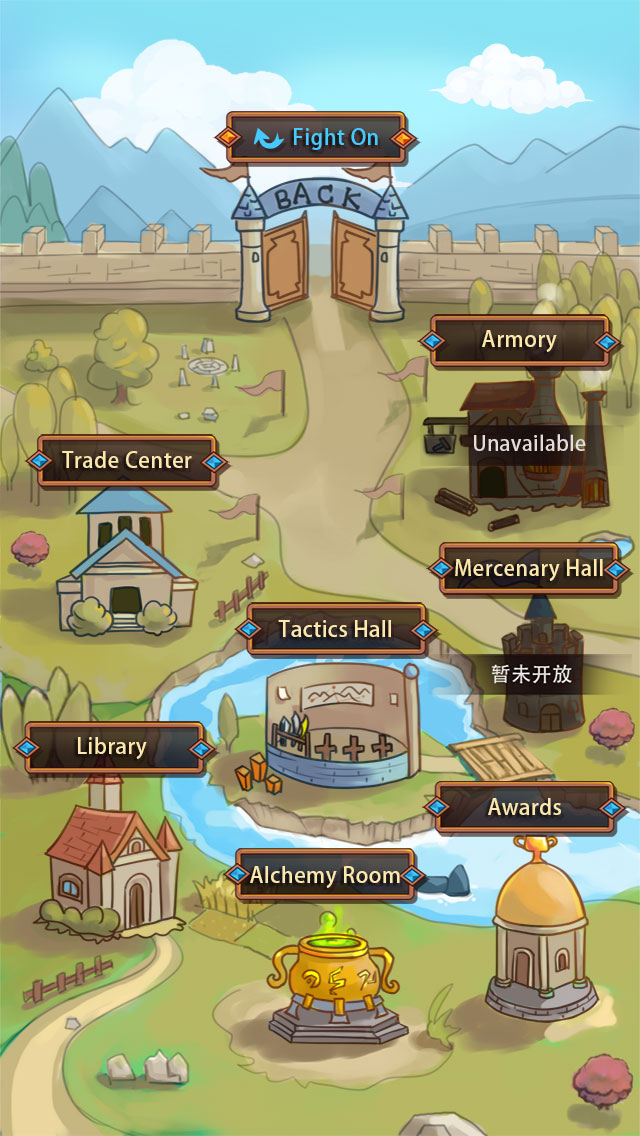 Fight On
BACK
Armory
Unavailable
Trade Center
Mercenary Hall
暂未开放
Tactics Hall
Library
Awards
Alchemy Room